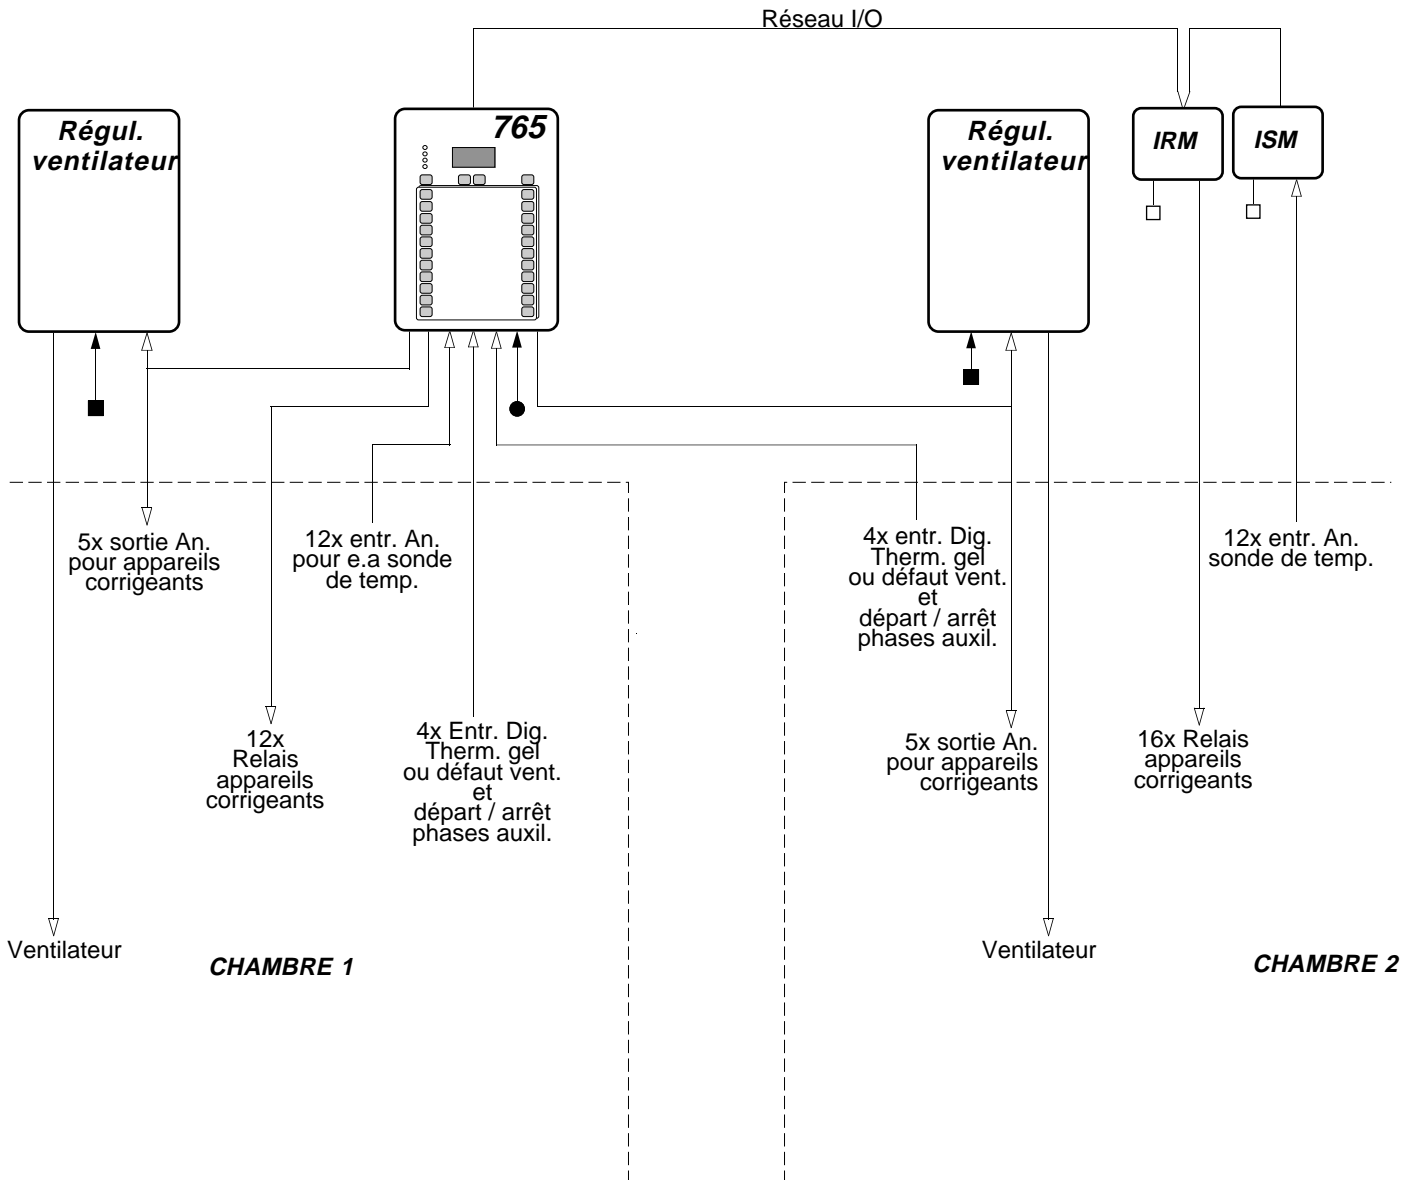 Réseau I/O
Régul.
ventilateur
765
Régul.
ventilateur
IRM
ISM
5x sortie An.
pour appareils
corrigeants
12x entr. An.
pour e.a sonde
de temp.
4x entr. Dig.
Therm. gel
ou défaut vent.
et
départ / arrêt
phases auxil.
12x entr. An.
sonde de temp.
12x
Relais
appareils
corrigeants
4x Entr. Dig.
Therm. gel
ou défaut vent.
et
départ / arrêt
phases auxil.
5x sortie An.
pour appareils
corrigeants
16x Relais
appareils
corrigeants
Ventilateur
CHAMBRE 1
Ventilateur
CHAMBRE 2